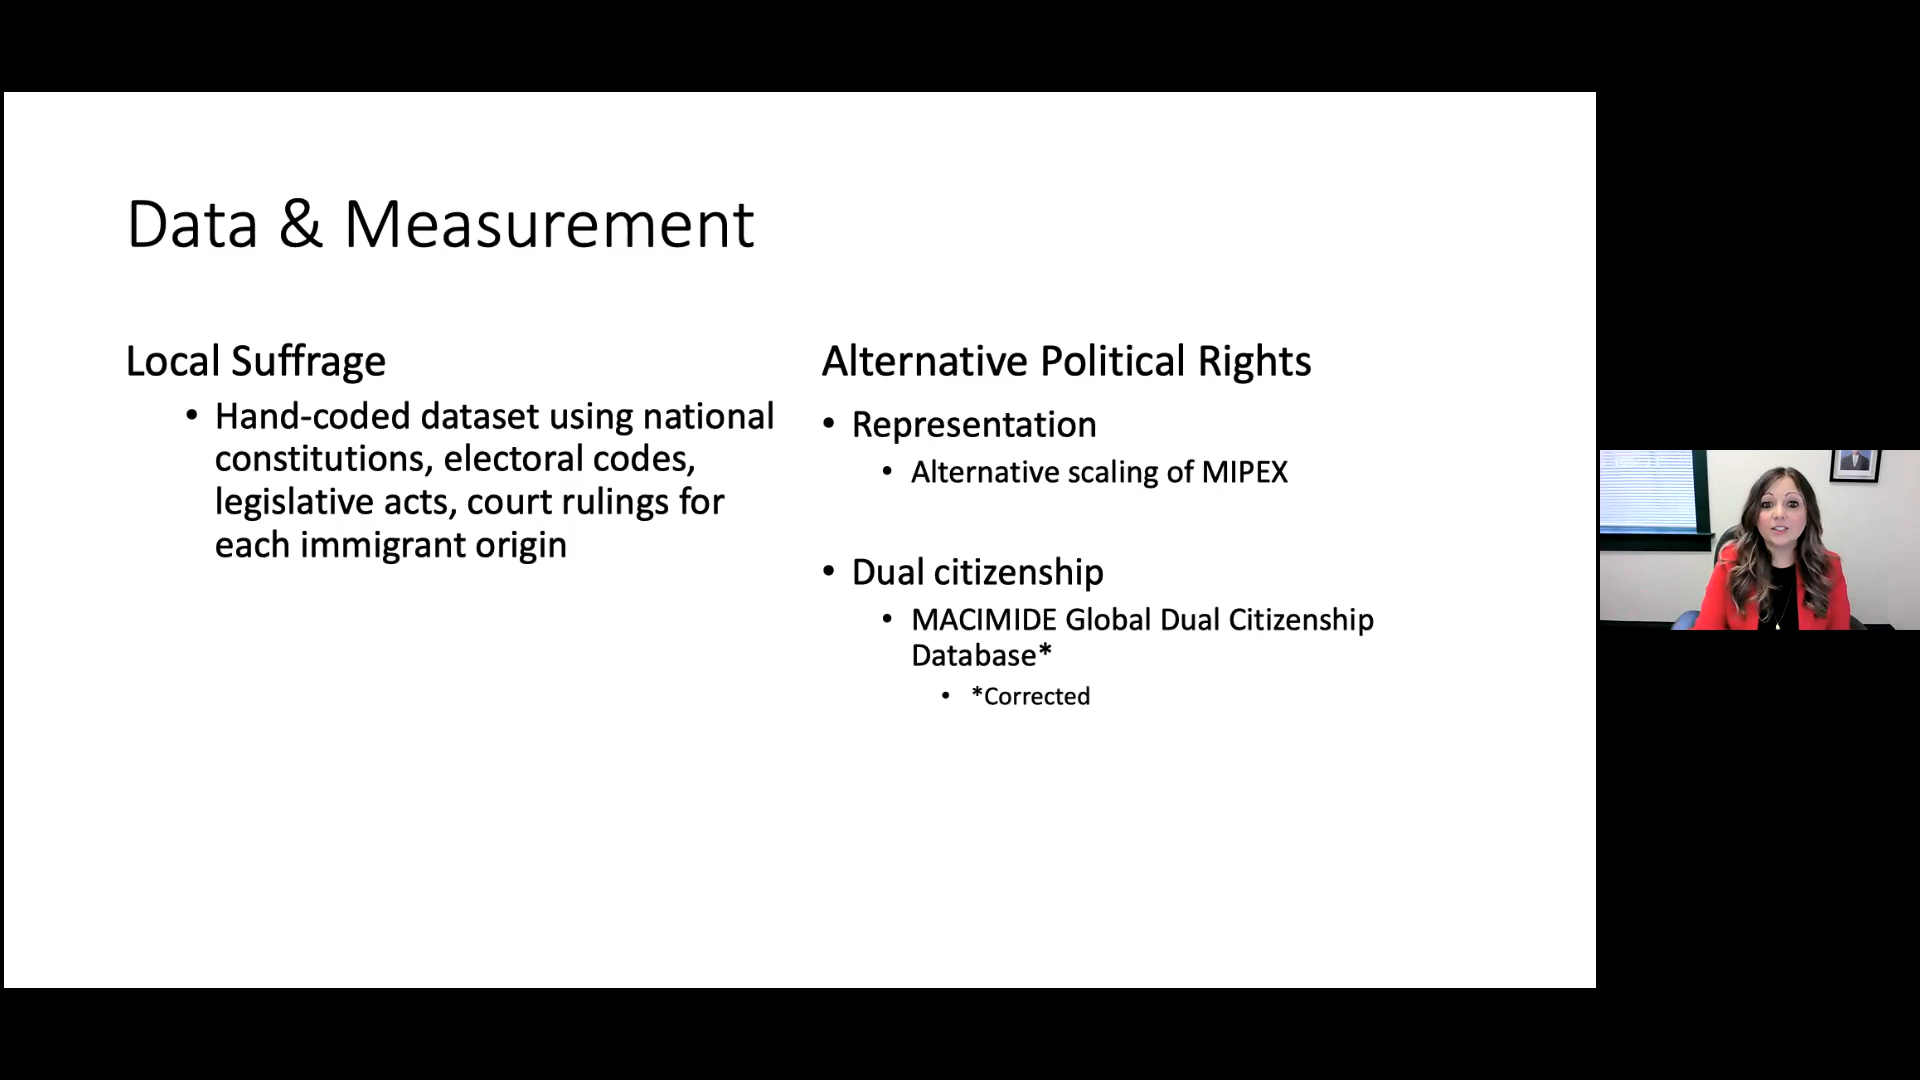 Data & Measurement
Local Suffrage
• Hand-coded dataset using national
constitutions, electoral codes,
legislative acts, court rulings for
each immigrant origin
Alternative Political Rights
• Representation
• Alternative scaling of MIPEX
• Dual citizenship
• MACIMIDE Global Dual Citizenship
Database*
• *Corrected